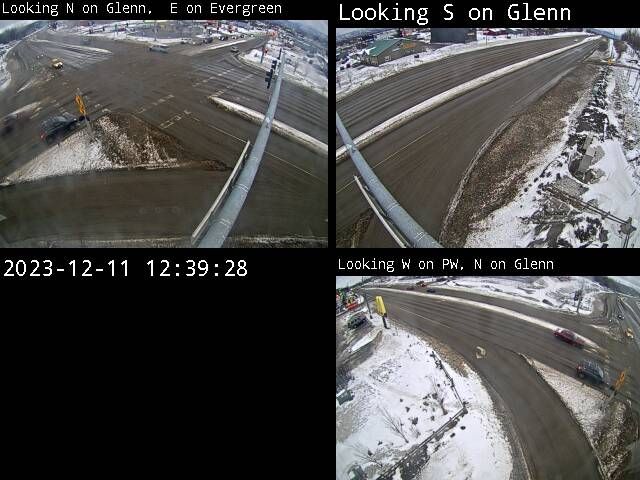 Looking N on Glenn,  E on Evergreen
Looking S on Glenn
2023-12-11 12:39:28
Looking W on PW, N on Glenn